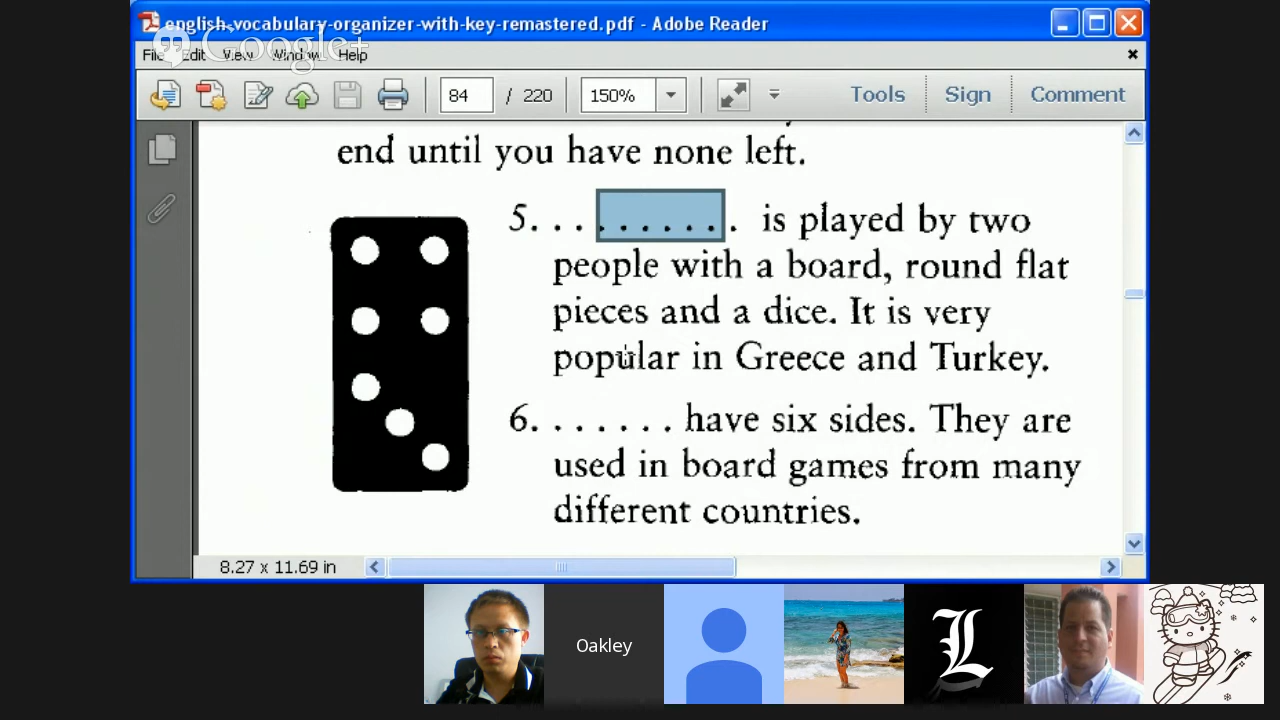 english-vocabulary-organizer-with-key-remastered.pdf - Adobe Reader
Google+
File Edit View Window Help
84 / 220 150% Tools Sign Comment
end until you have none left.
5. . . . . . . . . . is played by two
people with a board, round flat
pieces and a dice. It is very
popular in Greece and Turkey.
6. . . . . . . . have six sides. They are
used in board games from many
different countries.
8.27 x 11.69 in
Oakley
L